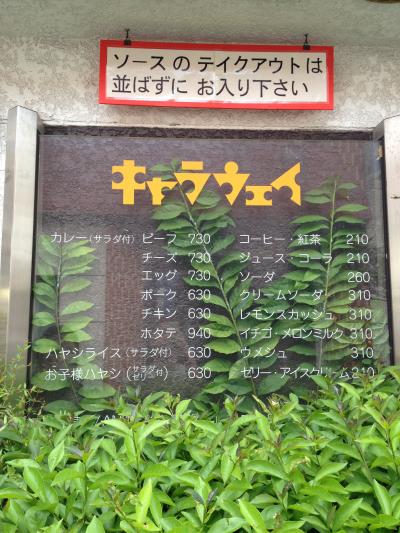 ソースの テイクアウトは
並ばずに お入り下さい
キャラウェイ
カレー(サラダ付) ビーフ 730
チーズ 730
エッグ 730
ポーク 630
チキン 630
ホタテ 940
ハヤシライス(サラダ付) 630
お子様ハヤシ(サラダ ゼリー付) 630
コーヒー・紅茶 210
ジュース・コーラ 210
ソーダ 260
クリームソーダ 310
レモンスカッシュ 310
イチゴ・メロンミルク 310
ウメシュ 310
ゼリー・アイスクリーム 210